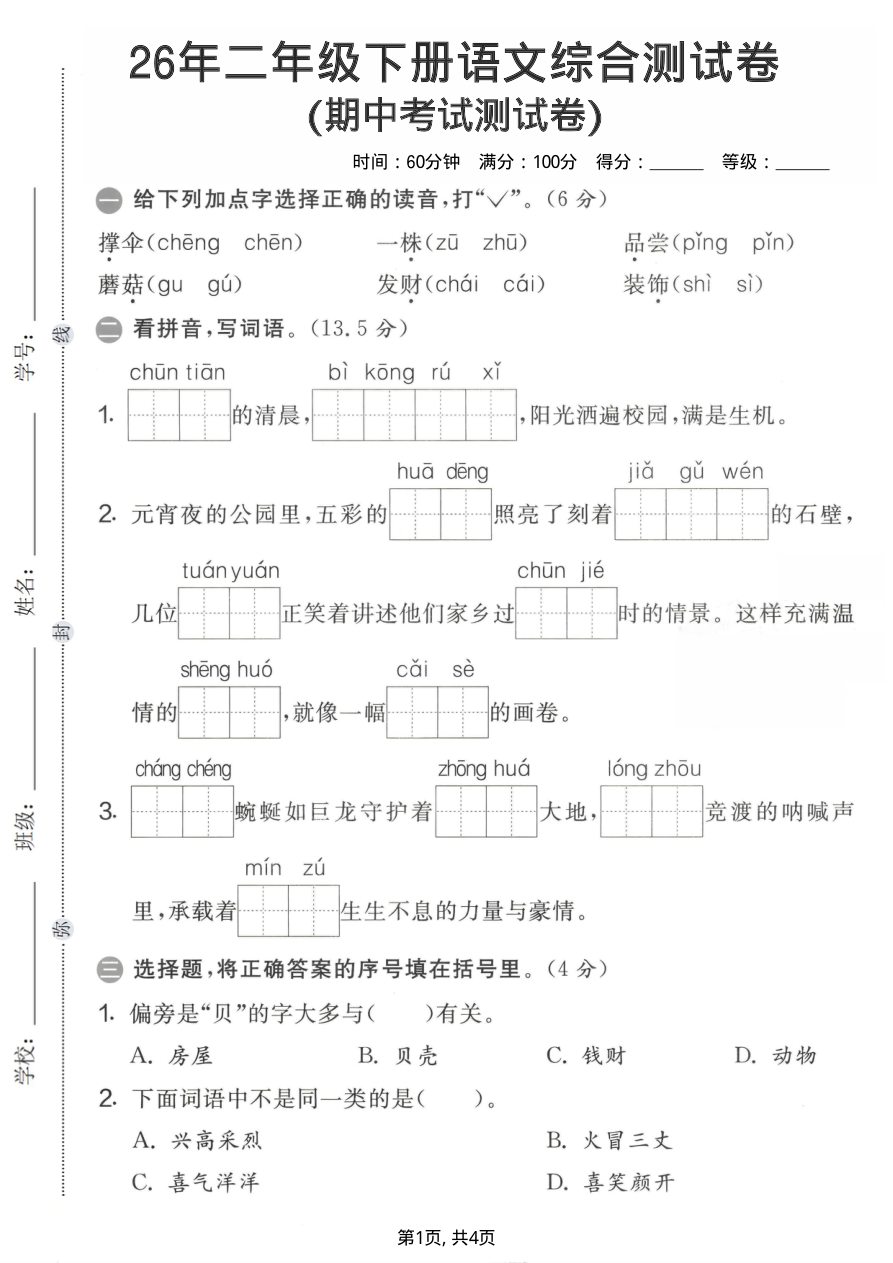 26年二年级下册语文综合测试卷
(期中考试测试卷)
时间：60分钟 满分：100分 得分：______ 等级：______
一 给下列加点字选择正确的读音，打“✓”。（6 分）
撑伞(chēng chēn) 一株(zū zhū) 品尝(pǐng pǐn)
蘑菇(gu gú) 发财(chái cái) 装饰(shì sì)
二 看拼音，写词语。（13.5 分）
chūn tiān bì kōng rú xǐ
1. 的清晨， ，阳光洒遍校园，满是生机。
huā dēng jiǎ gǔ wén
2. 元宵夜的公园里，五彩的 照亮了刻着 的石壁，
tuán yuán chūn jié
几位 正笑着讲述他们家乡过 时的情景。这样充满温
shēng huó cǎi sè
情的 ，就像一幅 的画卷。
cháng chéng zhōng huá lóng zhōu
3. 蜿蜒如巨龙守护着 大地， 竞渡的呐喊声
mín zú
里，承载着 生生不息的力量与豪情。
三 选择题，将正确答案的序号填在括号里。（4 分）
1. 偏旁是“贝”的字大多与( )有关。
A. 房屋 B. 贝壳 C. 钱财 D. 动物
2. 下面词语中不是同一类的是( )。
A. 兴高采烈 B. 火冒三丈
C. 喜气洋洋 D. 喜笑颜开
第1页, 共4页
学号：
姓名：
班级：
学校：
线
封
弥